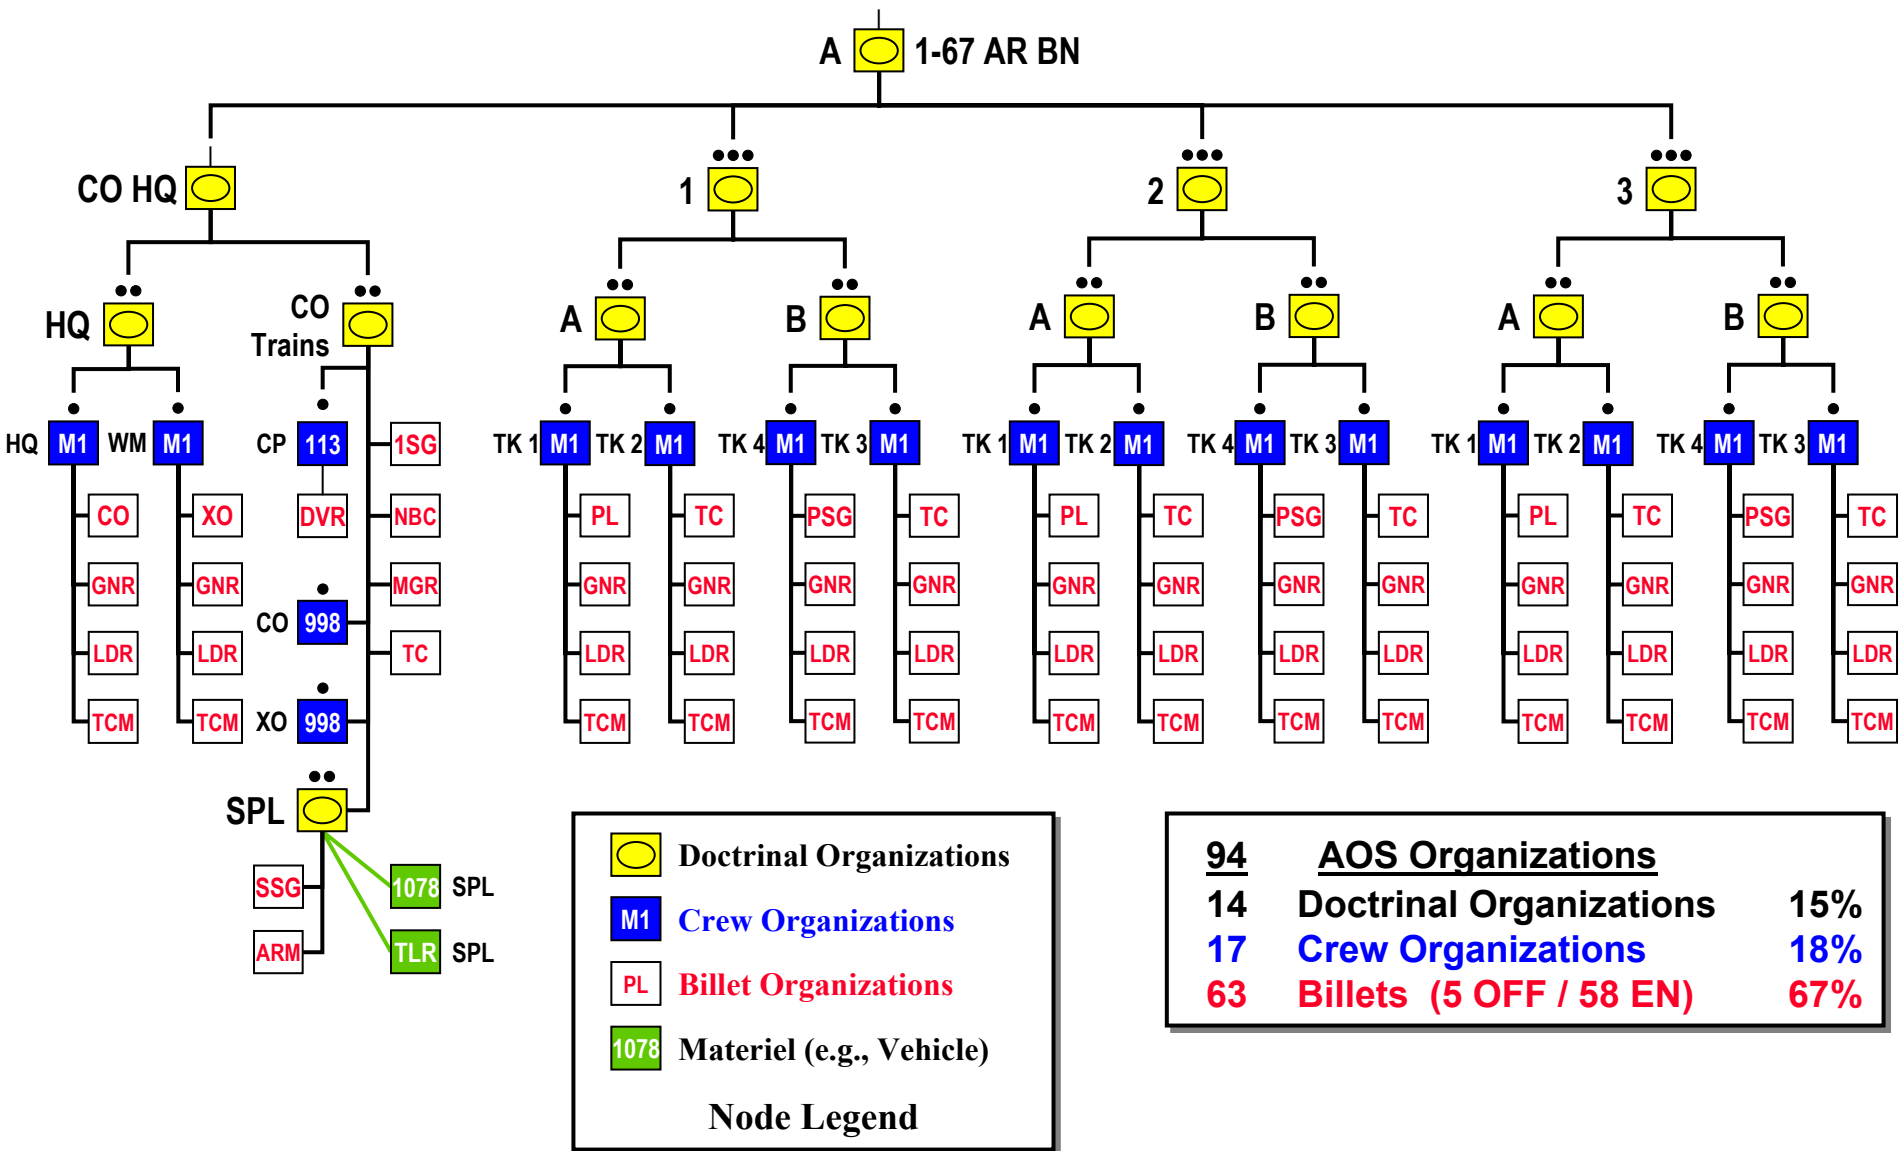 A 1-67 AR BN
CO HQ 1 2 3
HQ CO Trains A B A B A B
HQ M1 WM M1 CP 113 1SG TK 1 M1 TK 2 M1 TK 4 M1 TK 3 M1 TK 1 M1 TK 2 M1 TK 4 M1 TK 3 M1 TK 1 M1 TK 2 M1 TK 4 M1 TK 3 M1
CO XO DVR NBC PL TC PSG TC PL TC PSG TC PL TC PSG TC
GNR GNR MGR GNR GNR GNR GNR GNR GNR GNR GNR GNR GNR GNR GNR
CO 998
LDR LDR TC LDR LDR LDR LDR LDR LDR LDR LDR LDR LDR LDR LDR
TCM TCM XO 998 TCM TCM TCM TCM TCM TCM TCM TCM TCM TCM TCM TCM
SPL
SSG 1078 SPL
ARM TLR SPL
Doctrinal Organizations
M1 Crew Organizations
PL Billet Organizations
1078 Materiel (e.g., Vehicle)
Node Legend
94 AOS Organizations
14 Doctrinal Organizations 15%
17 Crew Organizations 18%
63 Billets (5 OFF / 58 EN) 67%